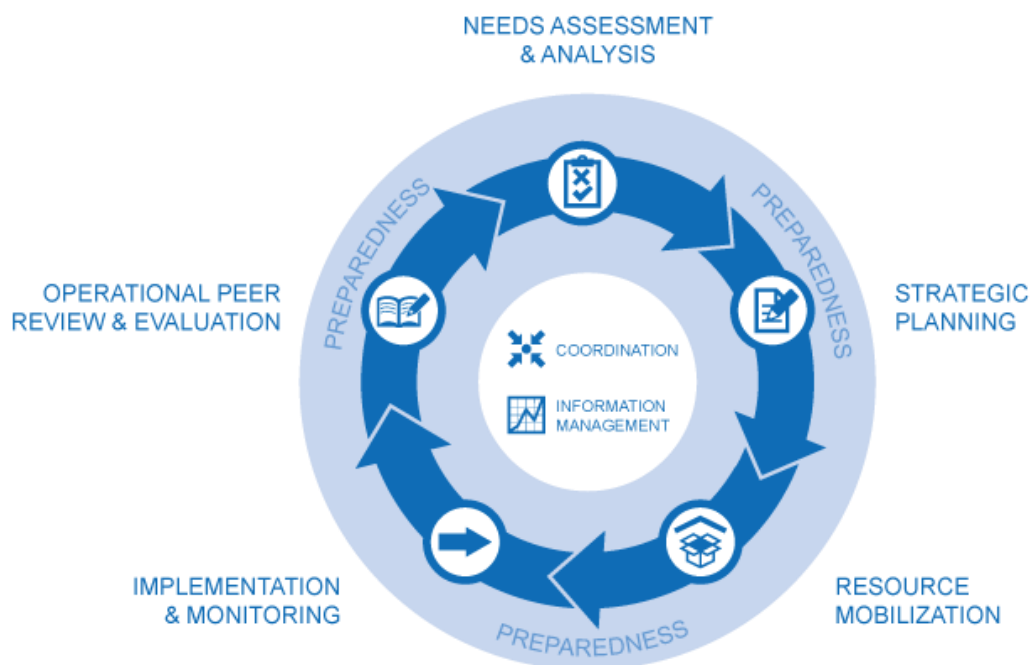 NEEDS ASSESSMENT
& ANALYSIS
PREPAREDNESS
PREPAREDNESS
OPERATIONAL PEER
REVIEW & EVALUATION
STRATEGIC
PLANNING
COORDINATION
INFORMATION
MANAGEMENT
IMPLEMENTATION
& MONITORING
RESOURCE
MOBILIZATION
PREPAREDNESS